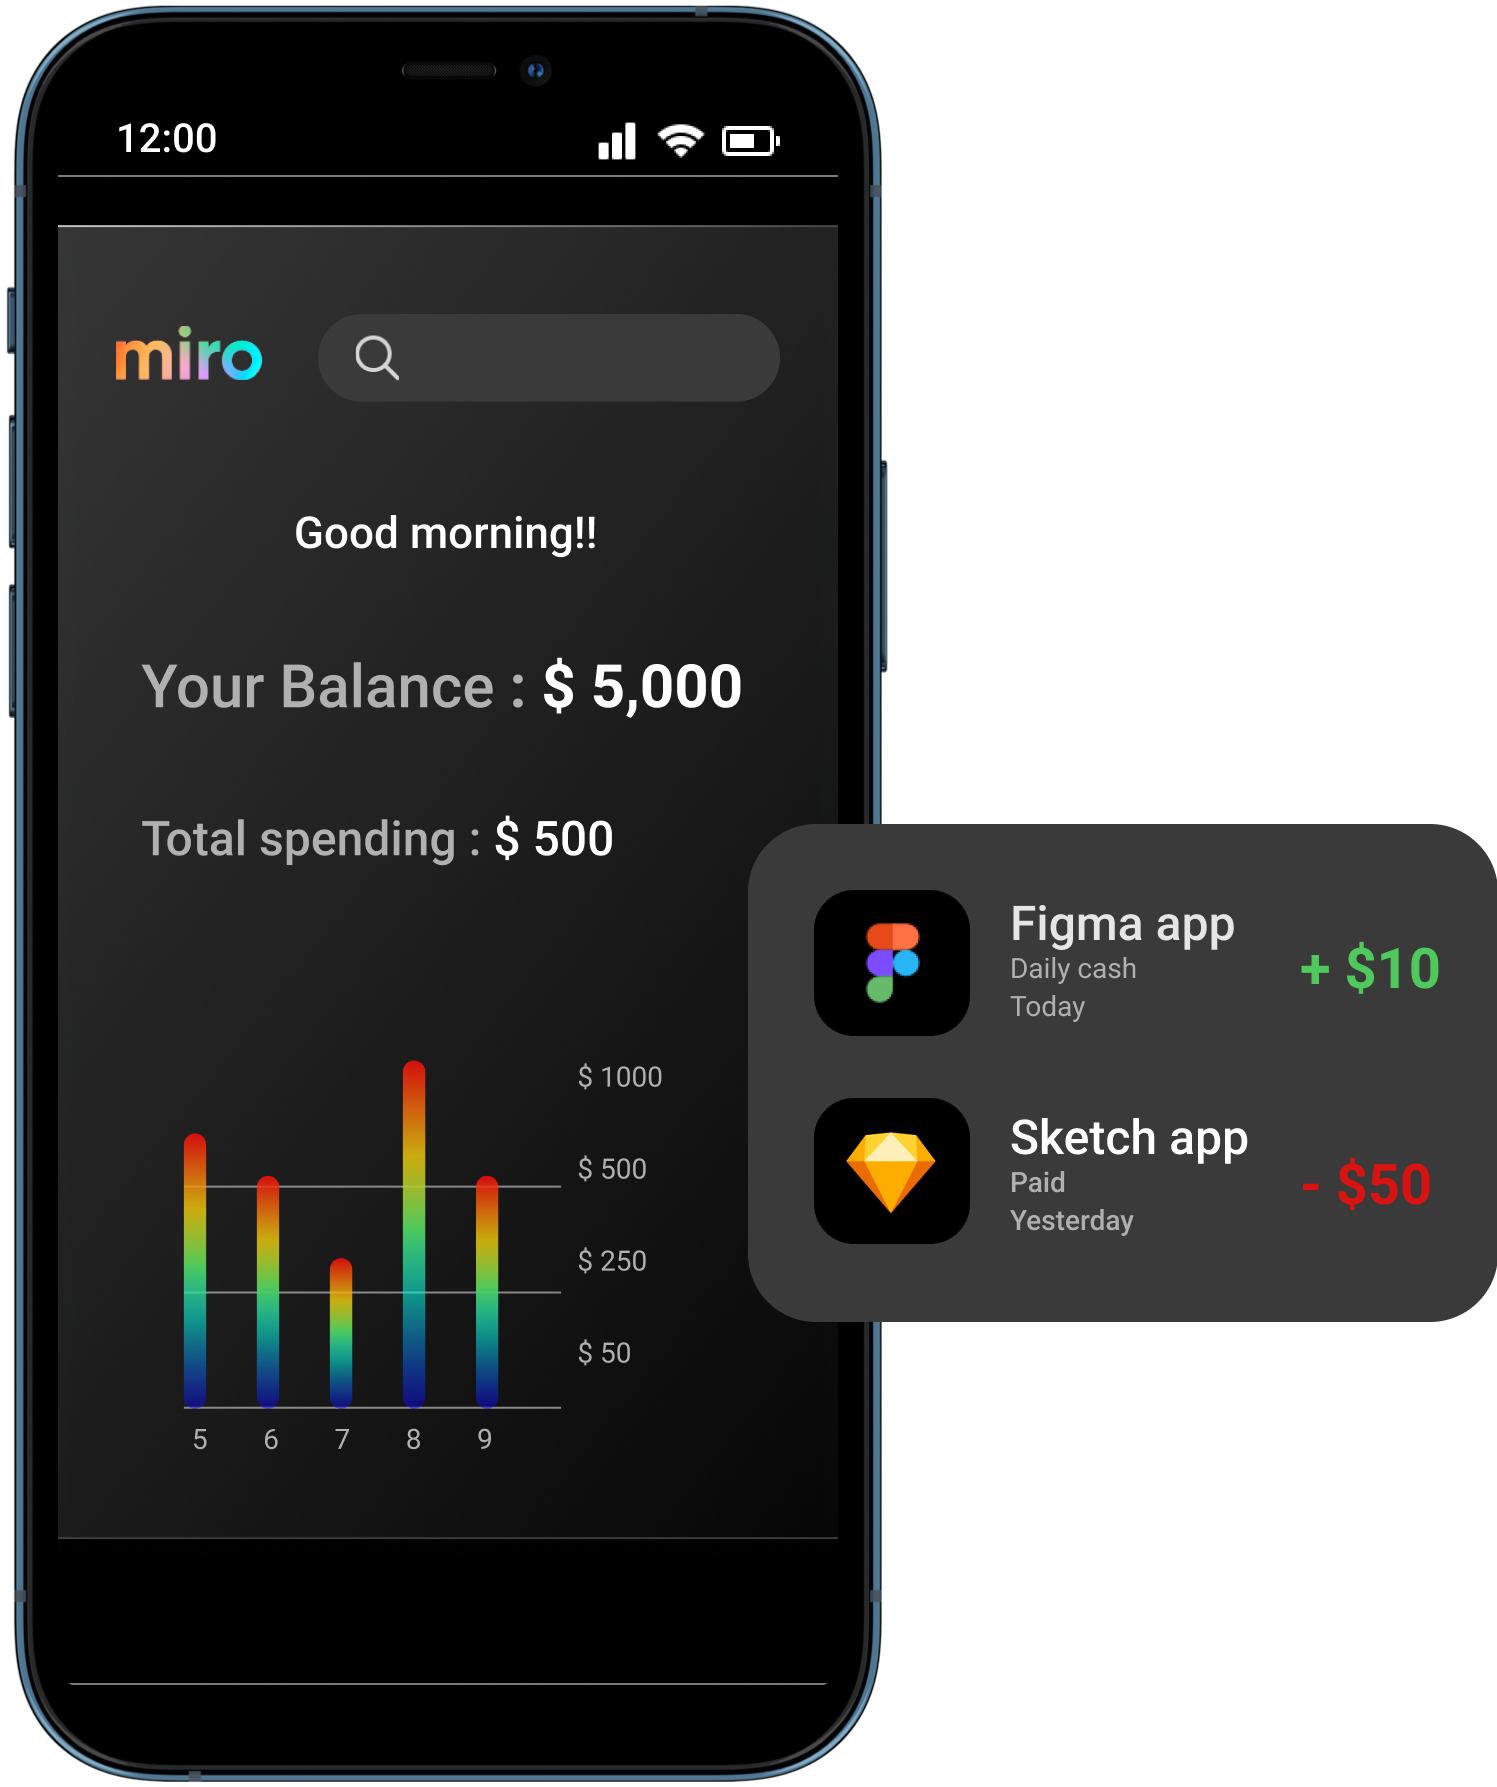 12:00
miro
Good morning!!
Your Balance : $ 5,000
Total spending : $ 500
$ 1000
$ 500
$ 250
$ 50
5 6 7 8 9
Figma app
Daily cash
Today
+ $10
Sketch app
Paid
Yesterday
- $50